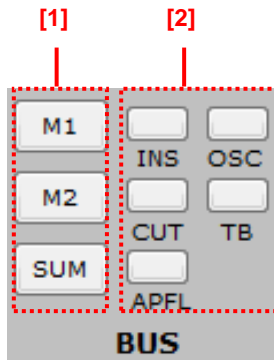 [1] [2]
M1
INS OSC
M2
CUT TB
SUM
APFL
BUS